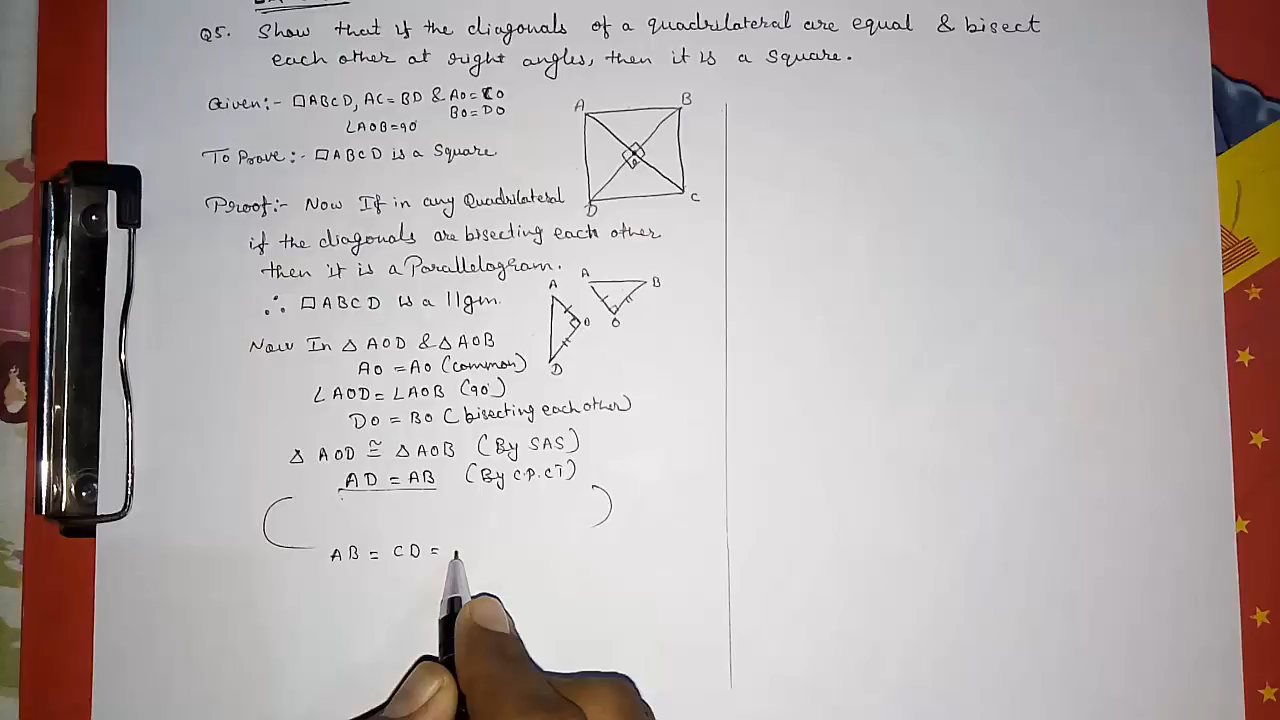 Q5. Show that if the diagonals of a quadrilateral are equal & bisect
each other at right angles, then it is a square.
Given:- □ABCD, AC = BD & AO = CO
BO = DO
∠AOB = 90°
To Prove:- □ABCD is a Square
A
B
C
D
O
Proof:- Now If in any Quadrilateral
if the diagonals are bisecting each other
then it is a Parallelogram.
∴ □ABCD is a ||gm.
A
B
O
A
O
D
Now In △AOD & △AOB
AO = AO (common)
∠AOD = ∠AOB (90°)
DO = BO (bisecting each other)
△AOD ≅ △AOB (By SAS)
AD = AB (By C.P.CT)
AB = CD =